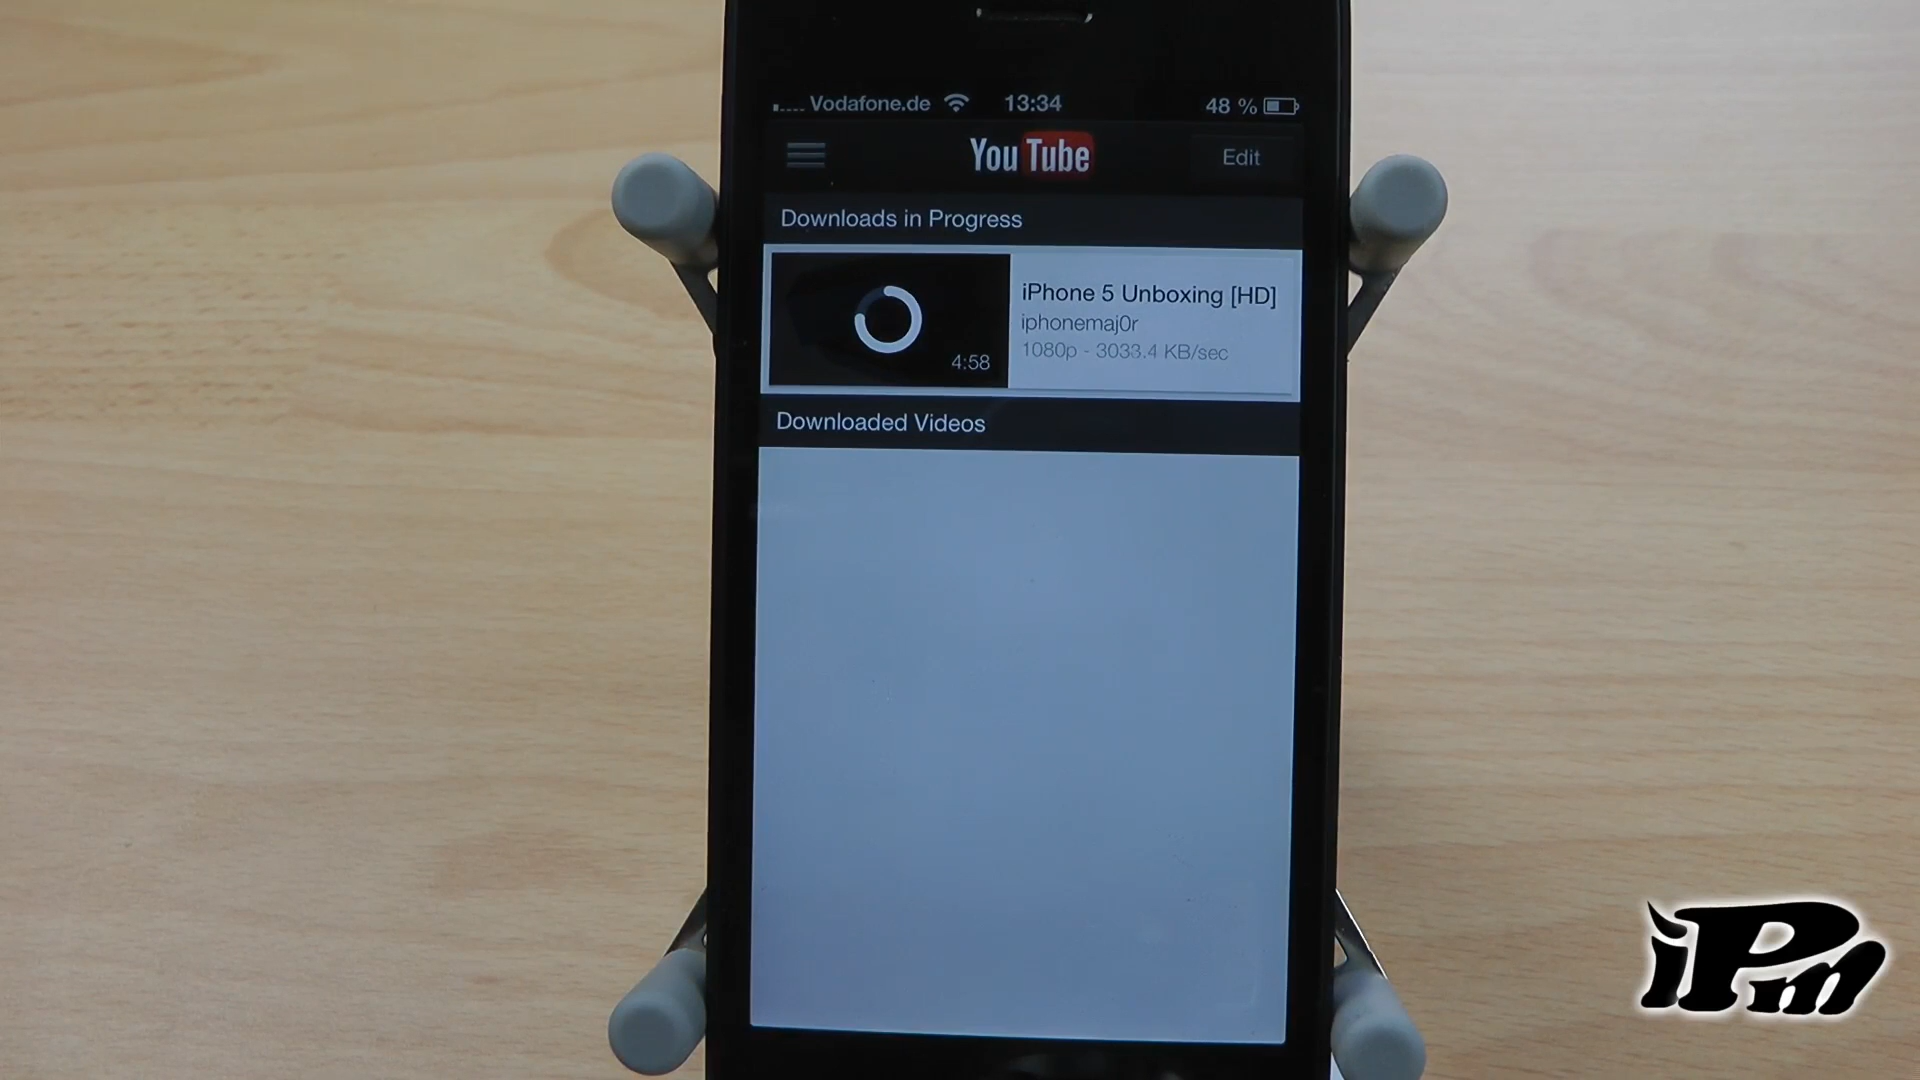 Vodafone.de 13:34 48 %
YouTube Edit
Downloads in Progress
iPhone 5 Unboxing [HD]
iphonemaj0r
1080p - 3033.4 KB/sec
4:58
Downloaded Videos
iPm